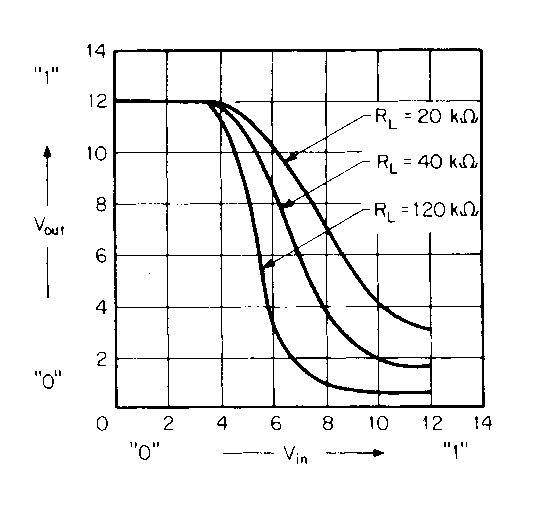 14
"1"
12
R_L = 20 kΩ
10
R_L = 40 kΩ
8
R_L = 120 kΩ
V_out
6
4
2
"0"
0
0 2 4 6 8 10 12 14
"0" V_in "1"